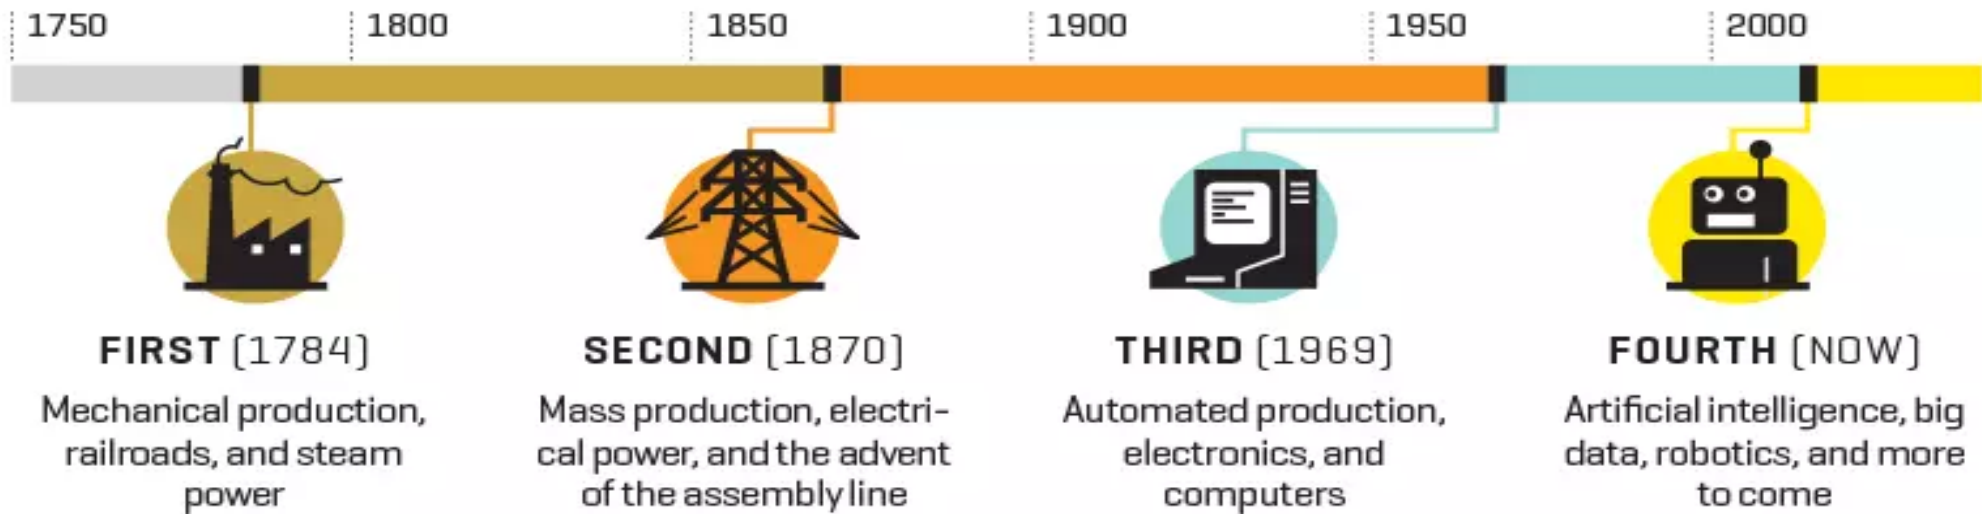 1750
1800
1850
1900
1950
2000
FIRST (1784)
Mechanical production,
railroads, and steam
power
SECOND (1870)
Mass production, electri-
cal power, and the advent
of the assembly line
THIRD (1969)
Automated production,
electronics, and
computers
FOURTH (NOW)
Artificial intelligence, big
data, robotics, and more
to come